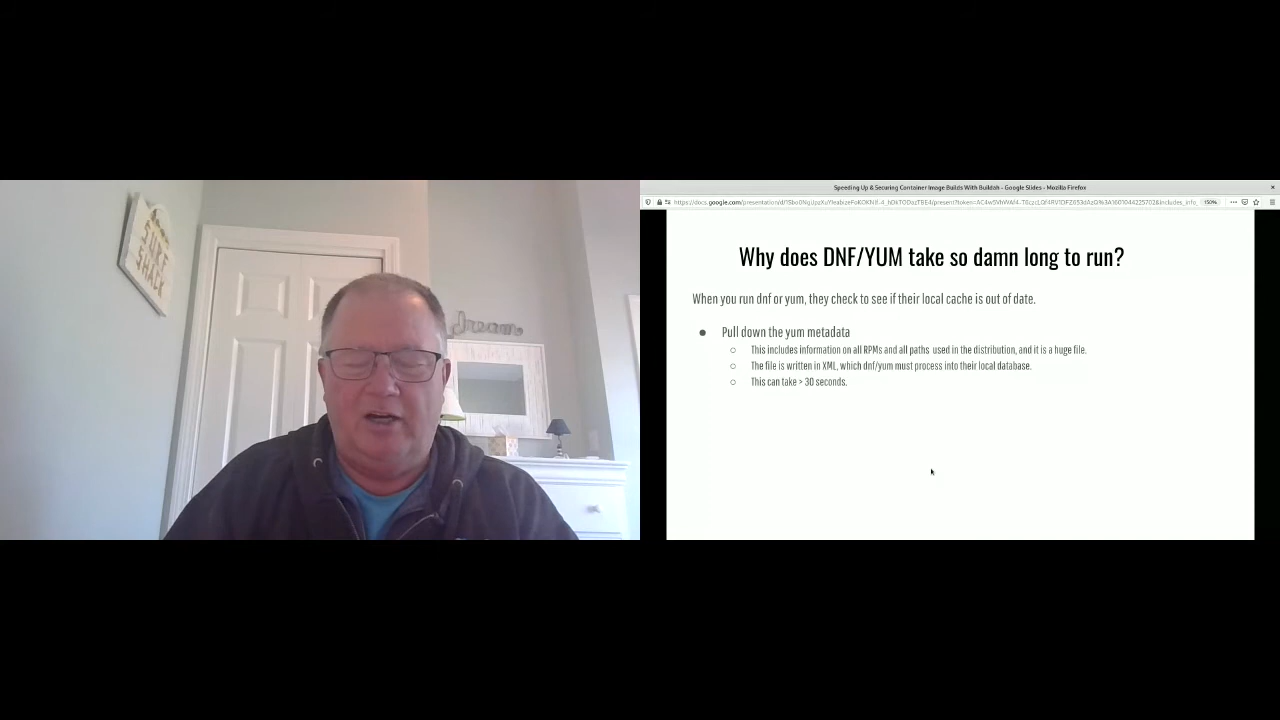 SURF
SHACK
Dream
Speeding Up & Securing Container Image Builds With Buildah - Google Slides - Mozilla Firefox
150%
Why does DNF/YUM take so damn long to run?
When you run dnf or yum, they check to see if their local cache is out of date.
● Pull down the yum metadata
○ This includes information on all RPMs and all paths used in the distribution, and it is a huge file.
○ The file is written in XML, which dnf/yum must process into their local database.
○ This can take > 30 seconds.